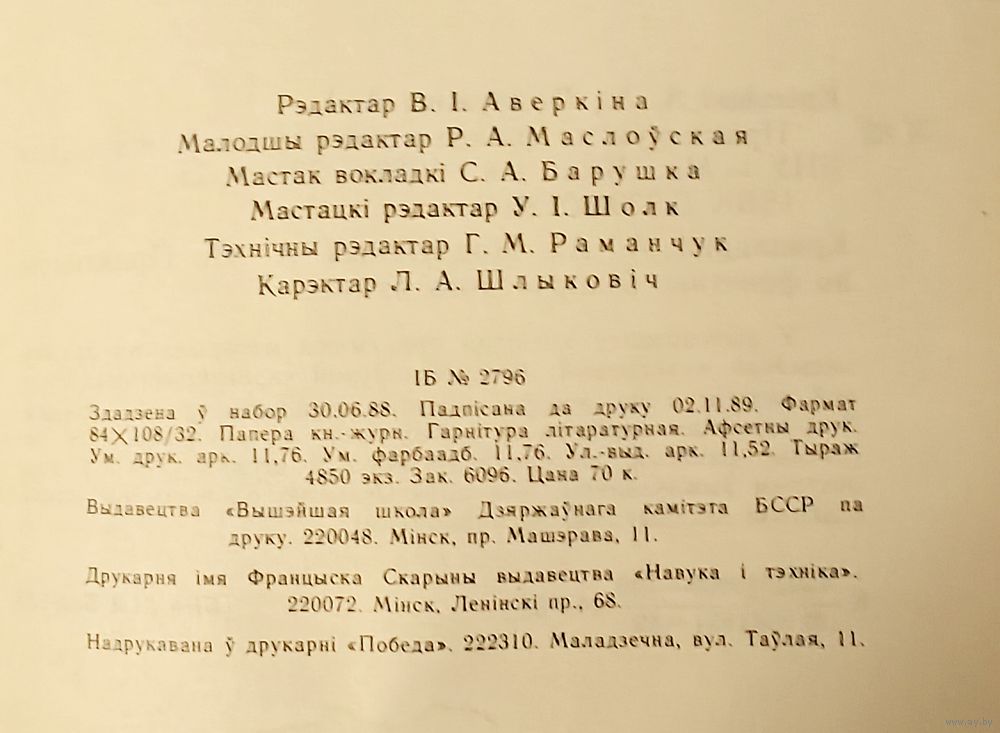 Рэдактар В. І. Аверкіна
Малодшы рэдактар Р. А. Маслоўская
Мастак вокладкі С. А. Барушка
Мастацкі рэдактар У. І. Шолк
Тэхнічны рэдактар Г. М. Раманчук
Карэктар Л. А. Шлыковіч
ІБ № 2796
Здадзена ў набор 30.06.88. Падпісана да друку 02.11.89. Фармат
84×108/32. Папера кн.-журн. Гарнітура літаратурная. Афсетны друк.
Ум. друк. арк. 11,76. Ум. фарбаадб. 11,76. Ул.-выд. арк. 11,52. Тыраж
4850 экз. Зак. 6096. Цана 70 к.
Выдавецтва «Вышэйшая школа» Дзяржаўнага камітэта БССР па
друку. 220048. Мінск, пр. Машэрава, 11.
Друкарня імя Францыска Скарыны выдавецтва «Навука і тэхніка».
220072. Мінск, Ленінскі пр., 68.
Надрукавана ў друкарні «Победа». 222310. Маладзечна, вул. Таўлая, 11.
www.ay.by